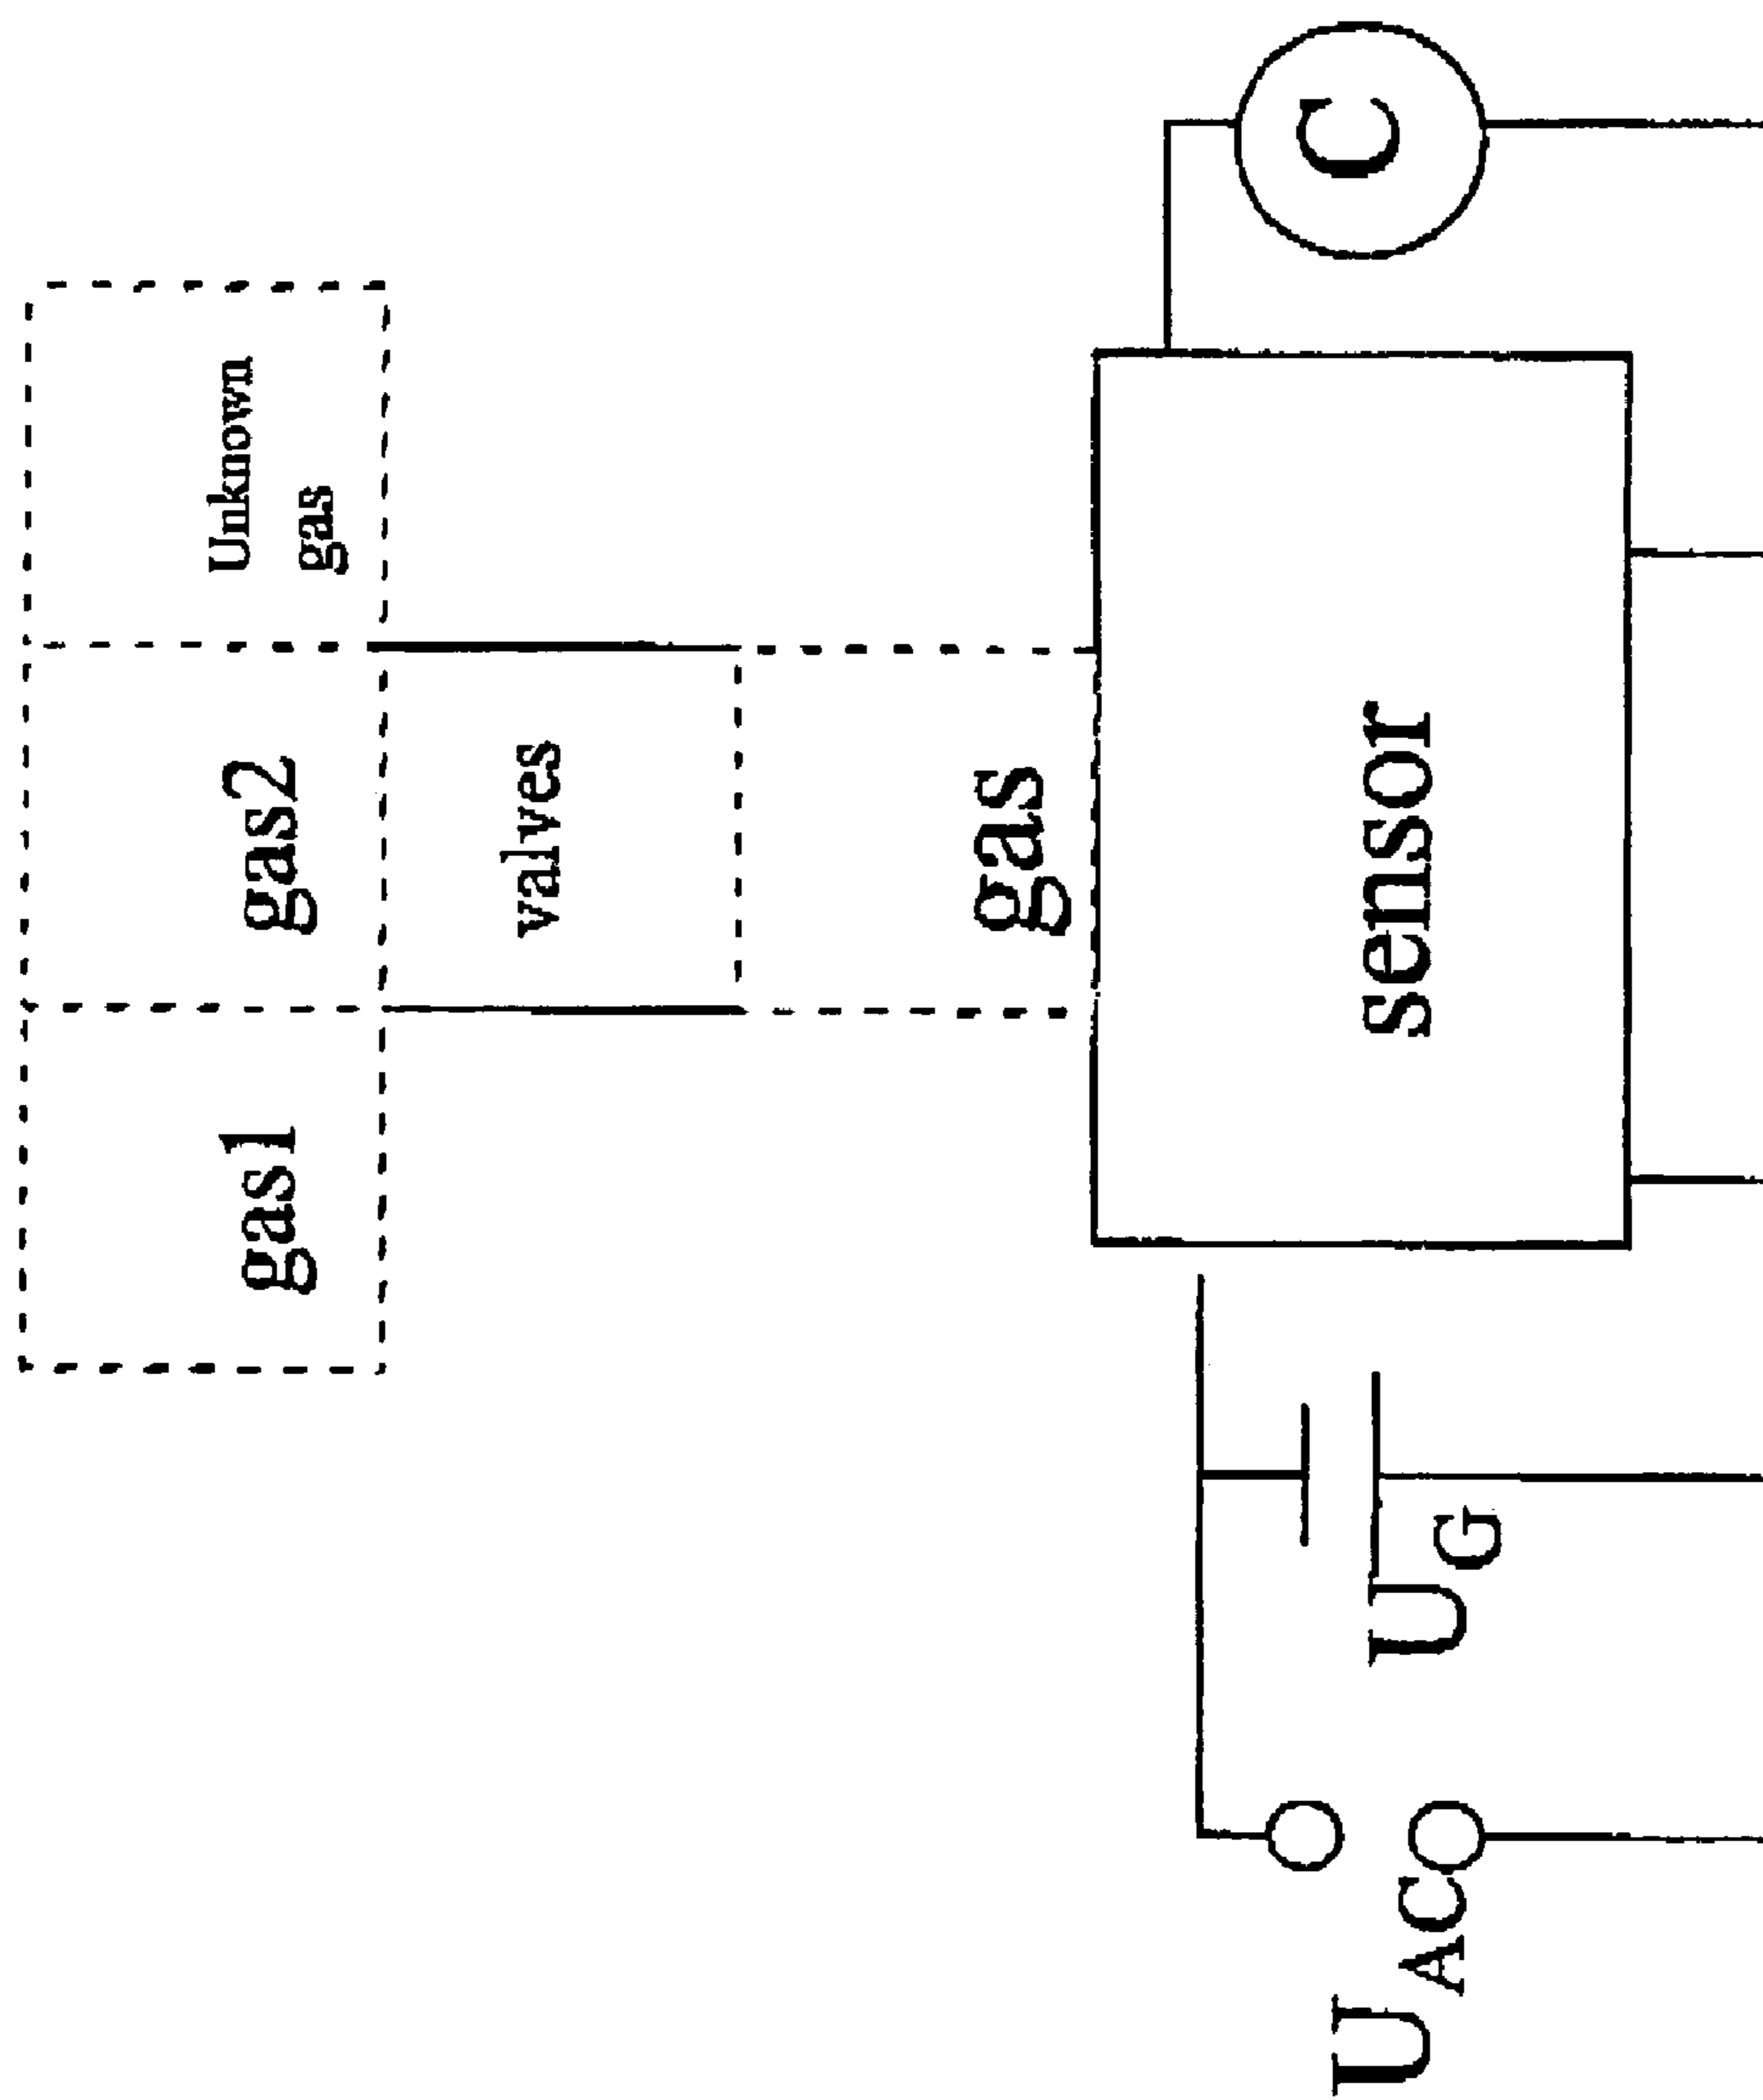 gas1
gas2
Unknown
gas
valves
gas
sensor
C
U_G
U_AC